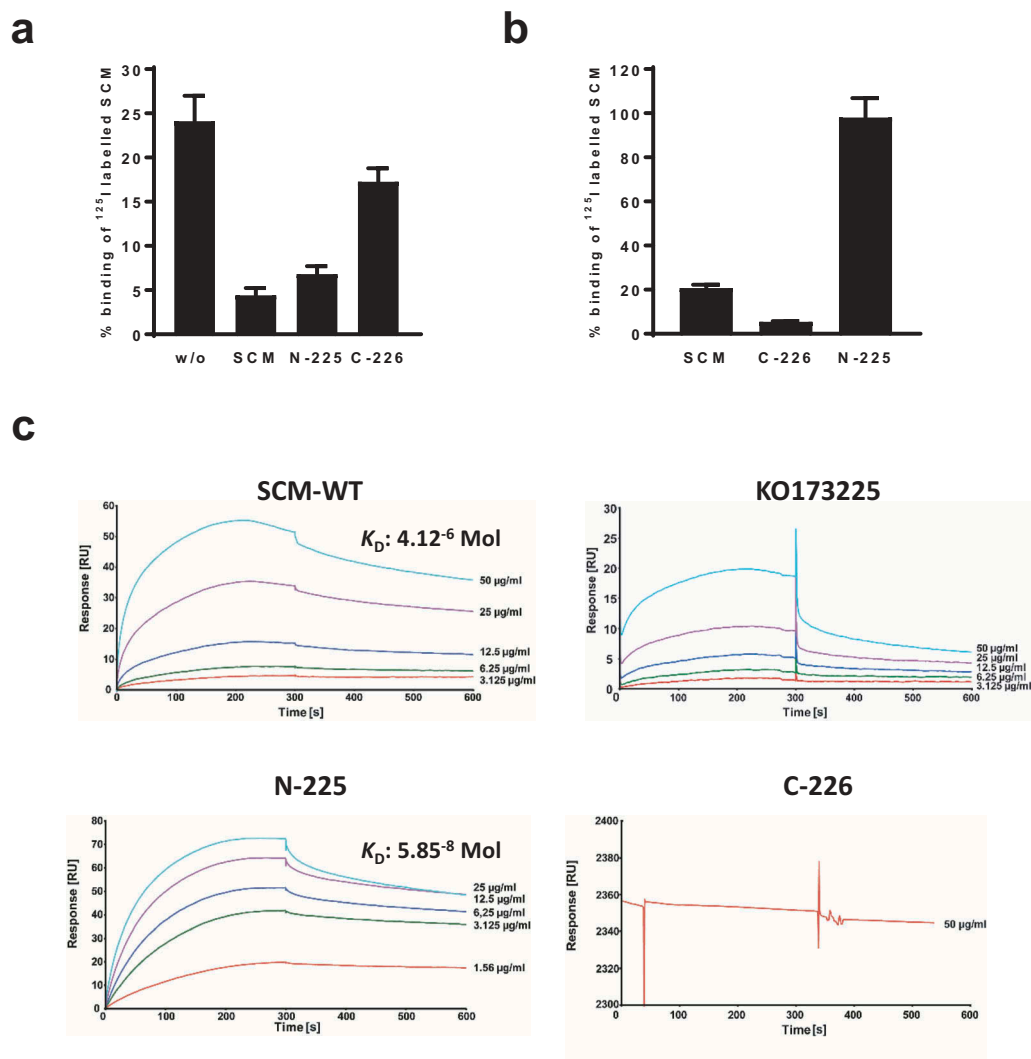 a
% binding of ¹²⁵I labelled SCM
30
25
20
15
10
5
0
w/o SCM N-225 C-226
b
% binding of ¹²⁵I labelled SCM
120
100
80
60
40
20
0
SCM C-226 N-225
c
SCM-WT
K_D: 4.12⁻⁶ Mol
Response [RU]
60
50
40
30
20
10
0
50 µg/ml
25 µg/ml
12.5 µg/ml
6.25 µg/ml
3.125 µg/ml
0 100 200 300 400 500 600
Time [s]
KO173225
Response [RU]
30
25
20
15
10
5
0
50 µg/ml
25 µg/ml
12.5 µg/ml
6.25 µg/ml
3.125 µg/ml
0 100 200 300 400 500 600
Time [s]
N-225
K_D: 5.85⁻⁸ Mol
Response [RU]
80
70
60
50
40
30
20
10
0
25 µg/ml
12.5 µg/ml
6,25 µg/ml
3.125 µg/ml
1.56 µg/ml
0 100 200 300 400 500 600
Time [s]
C-226
Response [RU]
2400
2380
2360
2340
2320
2300
50 µg/ml
0 100 200 300 400 500 600
Time [s]